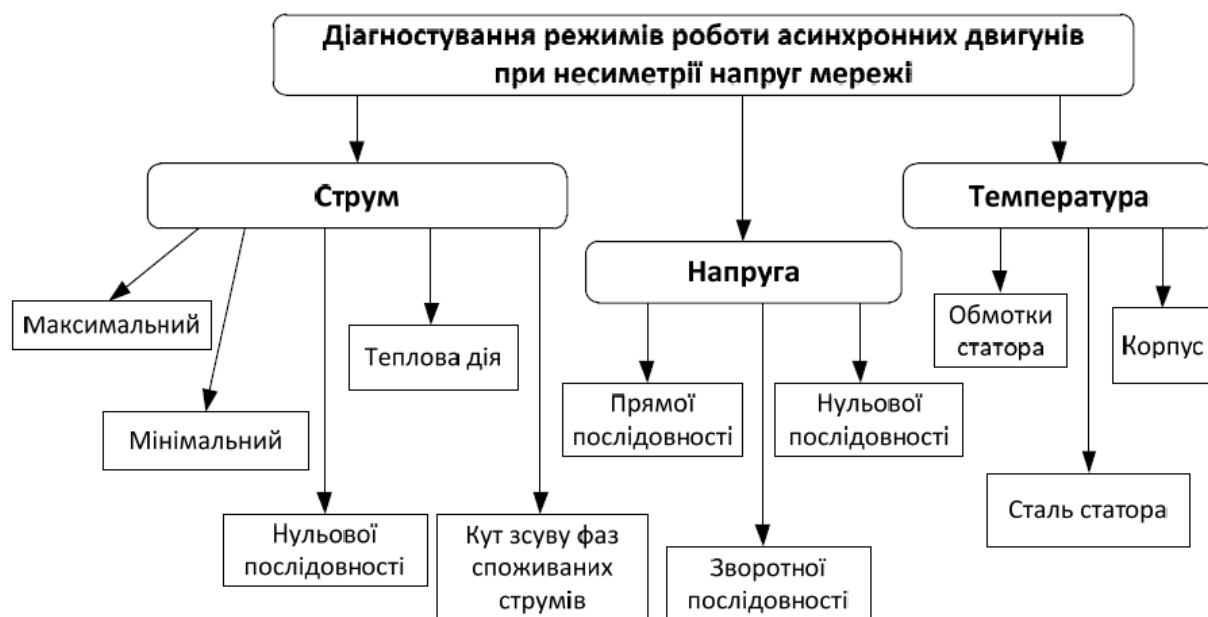 Діагностування режимів роботи асинхронних двигунів
при несиметрії напруг мережі
Струм
Температура
Напруга
Максимальний
Теплова дія
Обмотки
статора
Корпус
Мінімальний
Прямої
послідовності
Нульової
послідовності
Сталь статора
Нульової
послідовності
Кут зсуву фаз
споживаних
струмів
Зворотної
послідовності